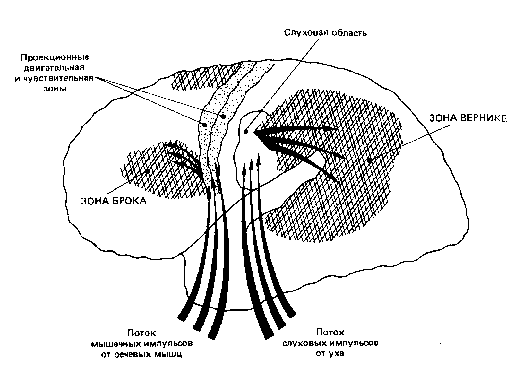 Слуховая область
Проекционные
двигательная
и чувствительная
зоны
ЗОНА ВЕРНИКЕ
ЗОНА БРОКА
Поток
мышечных импульсов
от речевых мышц
Поток
слуховых импульсов
от уха